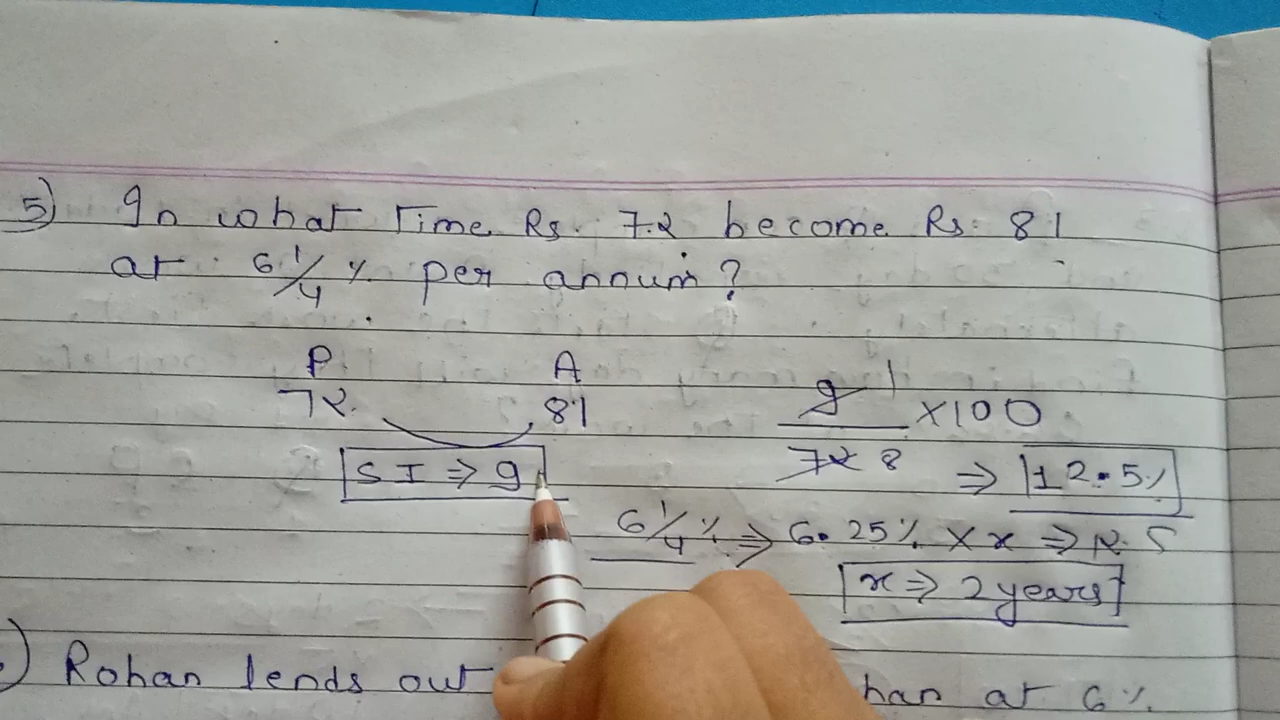 5) In what Time Rs. 72 become Rs. 81
at 6 1/4 % per annum?
P A
72 81
SI ⇒ 9
9 1 ×100
72 8 ⇒ 12.5%
6 1/4 % ⇒ 6.25% × x ⇒ 12.5
x ⇒ 2 years
) Rohan lends out han at 6%